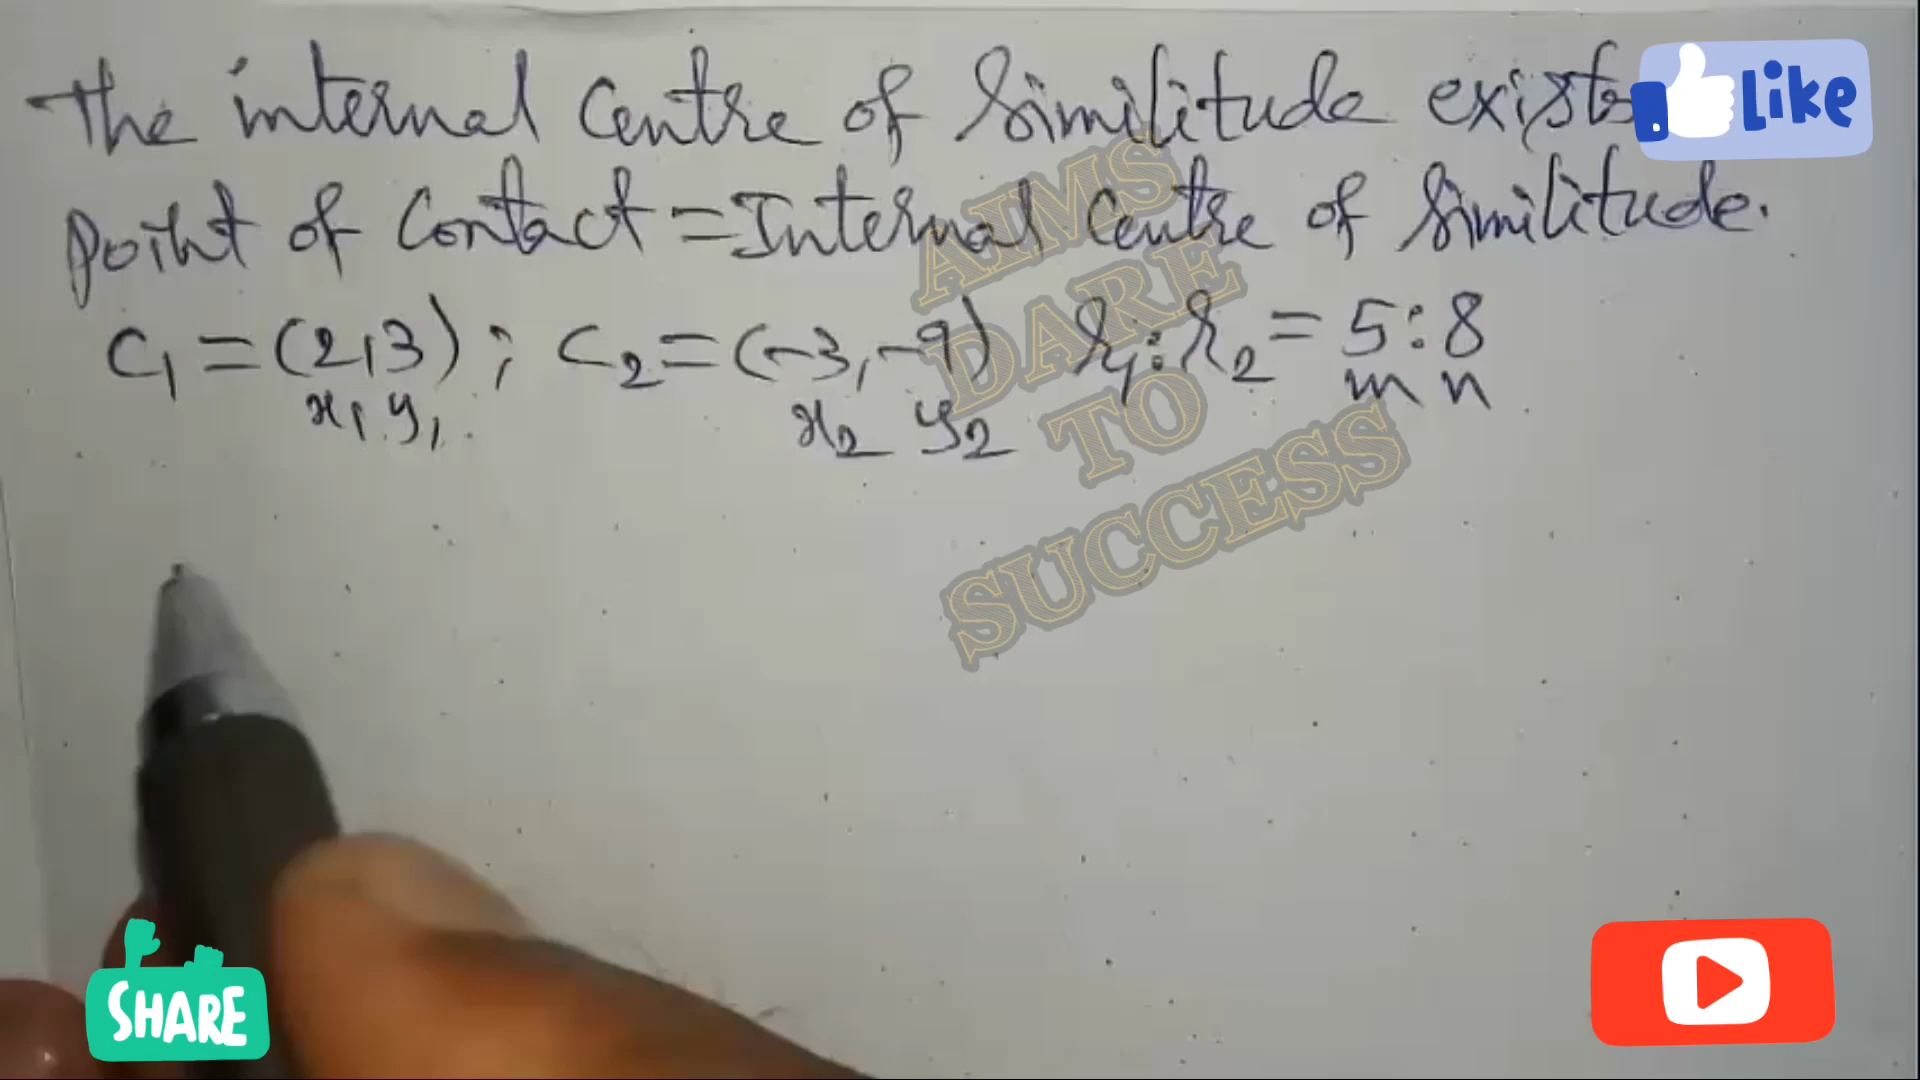 The internal Centre of Similitude exists
Point of Contact = Internal Centre of Similitude.
C₁ = (2,3) ; C₂ = (-3,-9) r₁:r₂ = 5:8
x₁ y₁ x₂ y₂ m n
AIMS
DARE
TO
SUCCESS
Like
SHARE